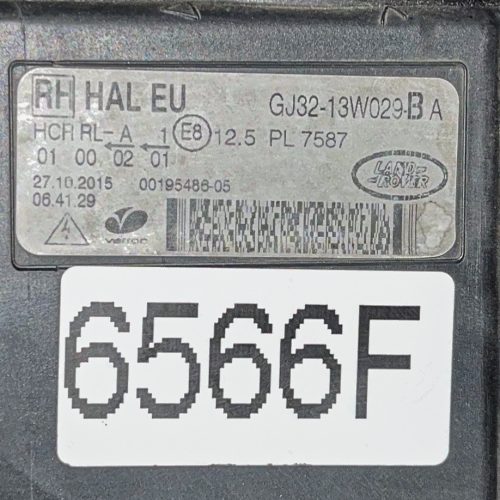 RH HAL EU GJ32-13W029-B A
HCR RL-A 1 E8 12.5 PL 7587
01 00 02 01
LAND-ROVER
27.10.2015 00195486-05
06.41.29
varroc
6566F